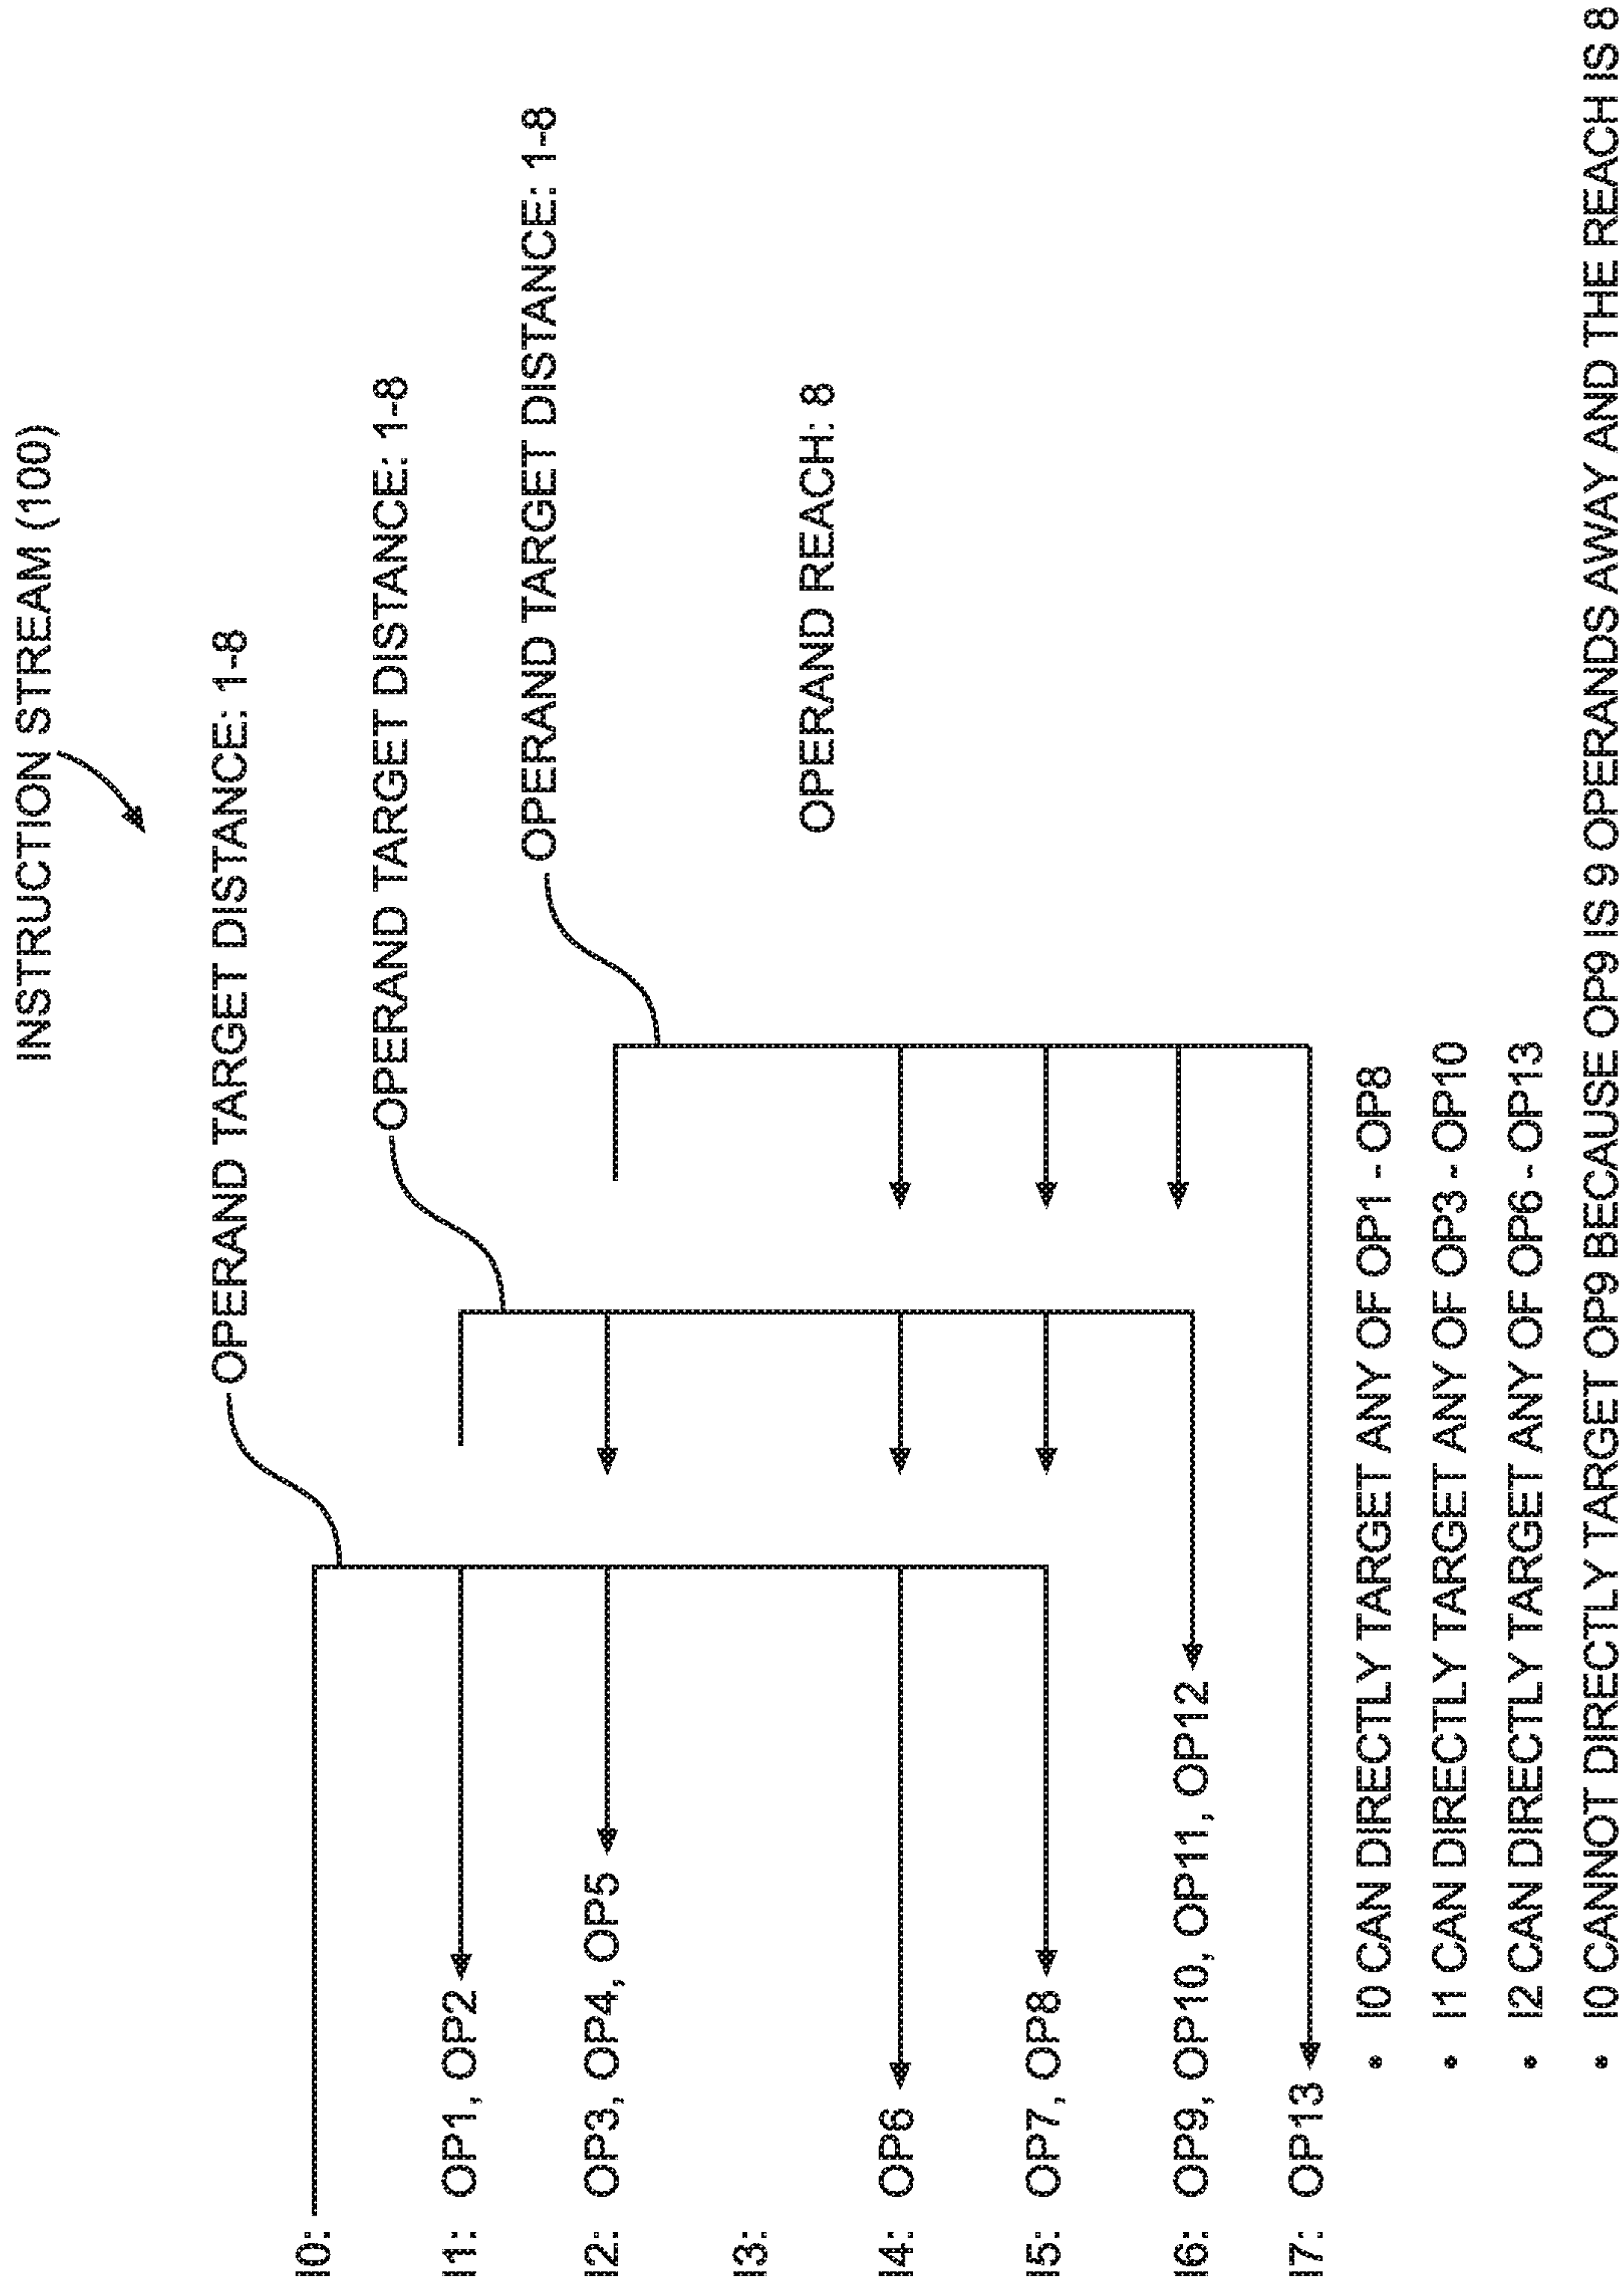 INSTRUCTION STREAM (100)
OPERAND TARGET DISTANCE: 1-8
OPERAND TARGET DISTANCE: 1-8
OPERAND TARGET DISTANCE: 1-8
OPERAND REACH: 8
I0:
I1: OP1, OP2
I2: OP3, OP4, OP5
I3:
I4: OP6
I5: OP7, OP8
I6: OP9, OP10, OP11, OP12
I7: OP13
• I0 CAN DIRECTLY TARGET ANY OF OP1 - OP8
• I1 CAN DIRECTLY TARGET ANY OF OP3 - OP10
• I2 CAN DIRECTLY TARGET ANY OF OP6 - OP13
• I0 CANNOT DIRECTLY TARGET OP9 BECAUSE OP9 IS 9 OPERANDS AWAY AND THE REACH IS 8